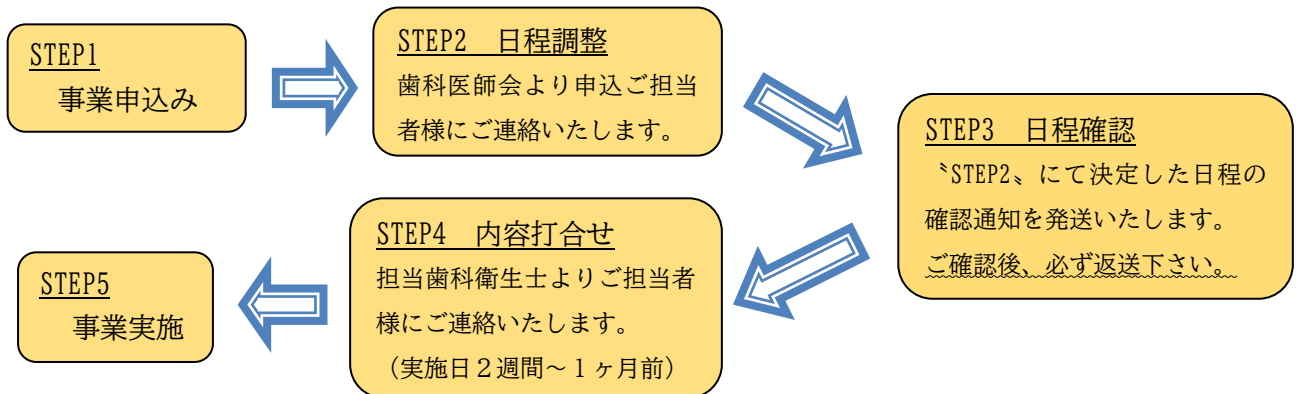 STEP1
事業申込み
STEP2 日程調整
歯科医師会より申込ご担当
者様にご連絡いたします。
STEP3 日程確認
〝STEP2〟にて決定した日程の
確認通知を発送いたします。
ご確認後、必ず返送下さい。
STEP4 内容打合せ
担当歯科衛生士よりご担当者
様にご連絡いたします。
（実施日２週間～１ヶ月前）
STEP5
事業実施